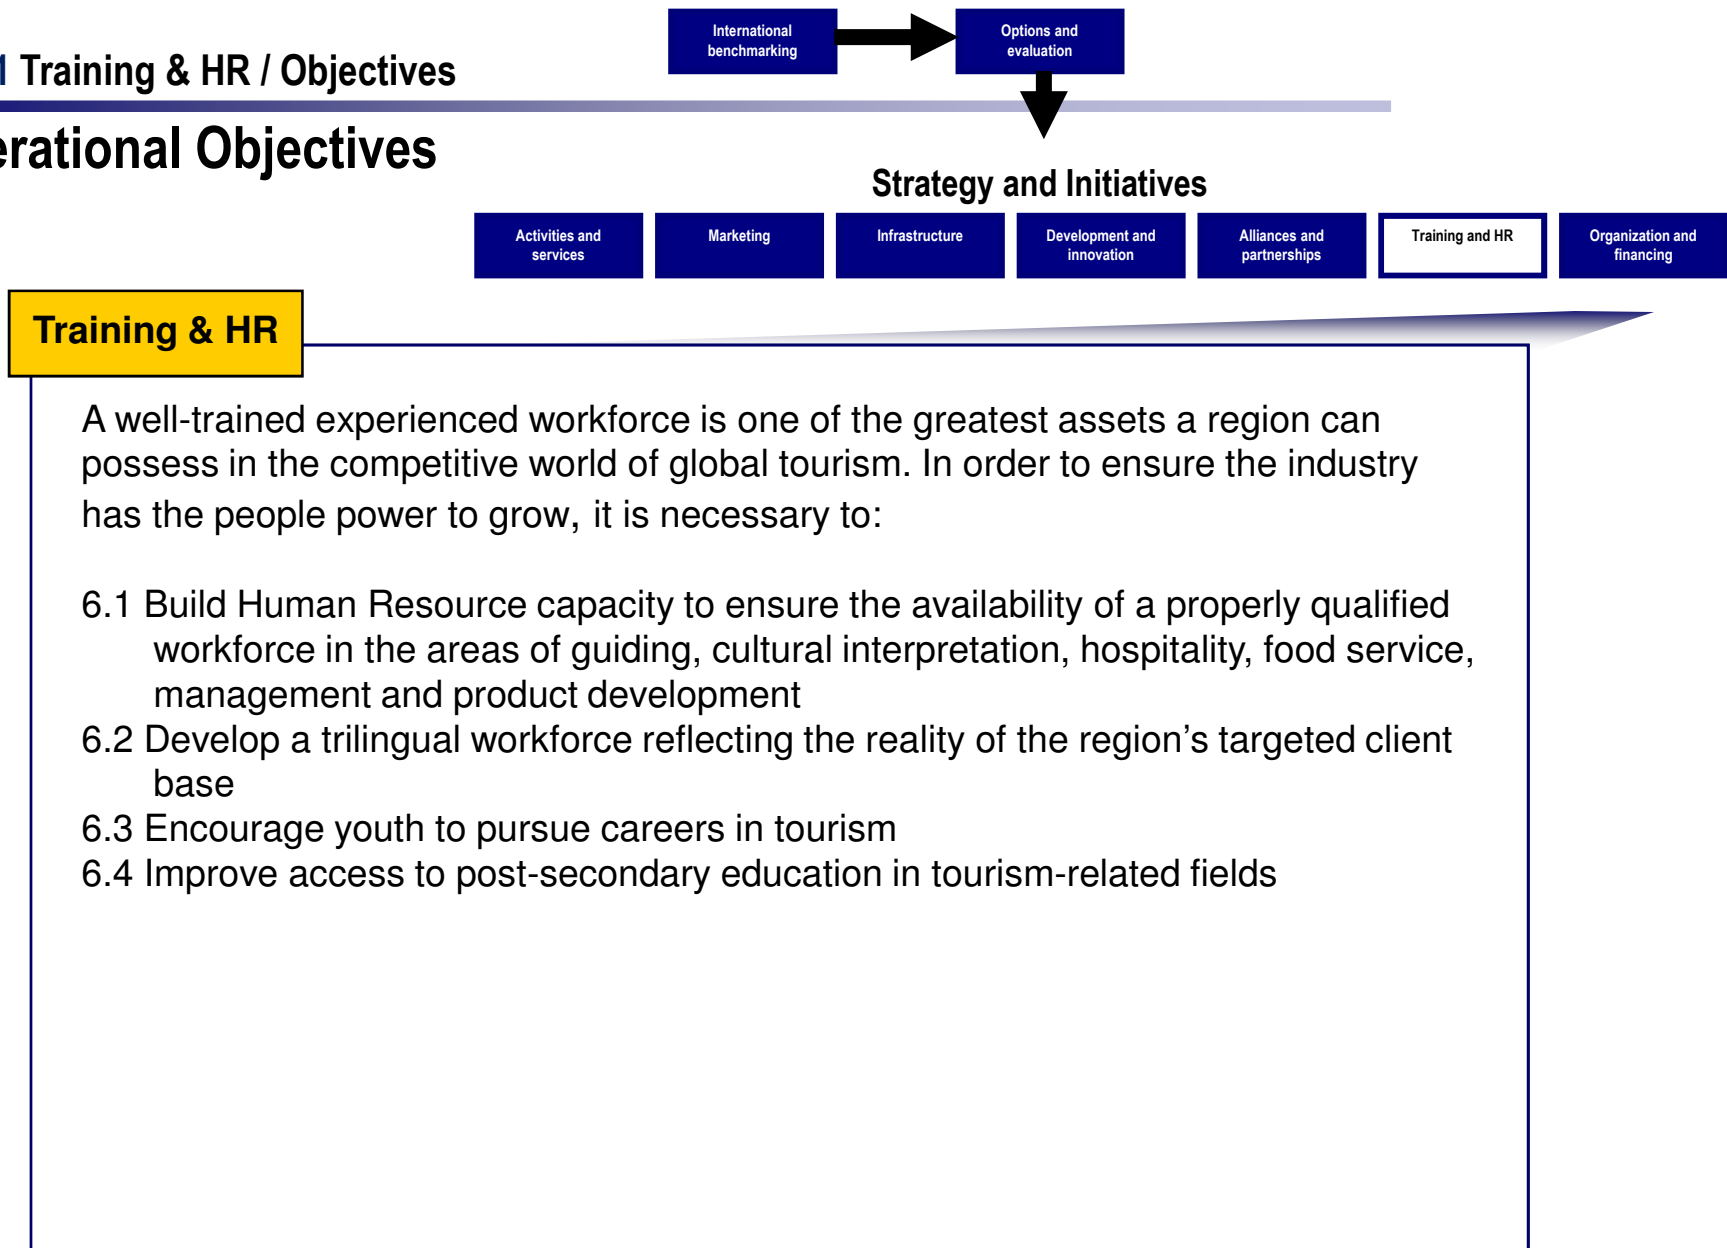 International
benchmarking
Options and
evaluation
1 Training & HR / Objectives
erational Objectives
Strategy and Initiatives
Activities and
services
Marketing
Infrastructure
Development and
innovation
Alliances and
partnerships
Training and HR
Organization and
financing
Training & HR
A well-trained experienced workforce is one of the greatest assets a region can
possess in the competitive world of global tourism. In order to ensure the industry
has the people power to grow, it is necessary to:
6.1 Build Human Resource capacity to ensure the availability of a properly qualified
workforce in the areas of guiding, cultural interpretation, hospitality, food service,
management and product development
6.2 Develop a trilingual workforce reflecting the reality of the region’s targeted client
base
6.3 Encourage youth to pursue careers in tourism
6.4 Improve access to post-secondary education in tourism-related fields